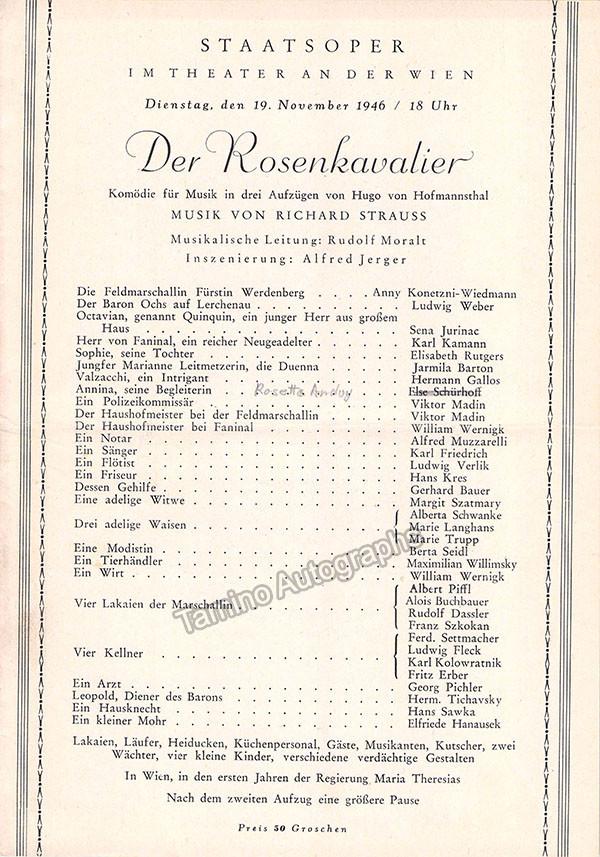 STAATSOPER
IM THEATER AN DER WIEN
Dienstag, den 19. November 1946 / 18 Uhr
Der Rosenkavalier
Komödie für Musik in drei Aufzügen von Hugo von Hofmannsthal
MUSIK VON RICHARD STRAUSS
Musikalische Leitung: Rudolf Moralt
Inszenierung: Alfred Jerger
Die Feldmarschallin Fürstin Werdenberg . . . . Anny Konetzni-Wiedmann
Der Baron Ochs auf Lerchenau . . . . . . . . . . Ludwig Weber
Octavian, genannt Quinquin, ein junger Herr aus großem
Haus . . . . . . . . . . . . . . . . . Sena Jurinac
Herr von Faninal, ein reicher Neugeadelter . . . . . Karl Kamann
Sophie, seine Tochter . . . . . . . . . . . . Elisabeth Rutgers
Jungfer Marianne Leitmetzerin, die Duenna . . . . . Jarmila Barton
Valzacchi, ein Intrigant . . . . . . . . . . . Hermann Gallos
Annina, seine Begleiterin . . Rosette Anday . . . Else Schürhoff
Ein Polizeikommissär . . . . . . . . . . . . Viktor Madin
Der Haushofmeister bei der Feldmarschallin . . . . . Viktor Madin
Der Haushofmeister bei Faninal . . . . . . . . . William Wernigk
Ein Notar . . . . . . . . . . . . . . . Alfred Muzzarelli
Ein Sänger . . . . . . . . . . . . . . . Karl Friedrich
Ein Flötist . . . . . . . . . . . . . . . Ludwig Verlik
Ein Friseur . . . . . . . . . . . . . . . Hans Kres
Dessen Gehilfe . . . . . . . . . . . . . . Gerhard Bauer
Eine adelige Witwe . . . . . . . . . . . . . Margit Szatmary
Drei adelige Waisen . . . . . . . . . . . . { Alberta Schwanke
Marie Langhans
Marie Trupp
Eine Modistin . . . . . . . . . . . . . . Berta Seidl
Ein Tierhändler . . . . . . . . . . . . . . Maximilian Willimsky
Ein Wirt . . . . . . . . . . . . . . . . William Wernigk
Vier Lakaien der Marschallin . . . . . . . . . { Albert Piffl
Alois Buchbauer
Rudolf Dassler
Franz Szkokan
Vier Kellner . . . . . . . . . . . . . . { Ferd. Settmacher
Ludwig Fleck
Karl Kolowratnik
Fritz Erber
Ein Arzt . . . . . . . . . . . . . . . . Georg Pichler
Leopold, Diener des Barons . . . . . . . . . . Herm. Tichavsky
Ein Hausknecht . . . . . . . . . . . . . . Hans Sawka
Ein kleiner Mohr . . . . . . . . . . . . . Elfriede Hanausek
Lakaien, Läufer, Heiducken, Küchenpersonal, Gäste, Musikanten, Kutscher, zwei
Wächter, vier kleine Kinder, verschiedene verdächtige Gestalten
In Wien, in den ersten Jahren der Regierung Maria Theresias
Nach dem zweiten Aufzug eine größere Pause
Preis 50 Groschen
Tamino Autographs